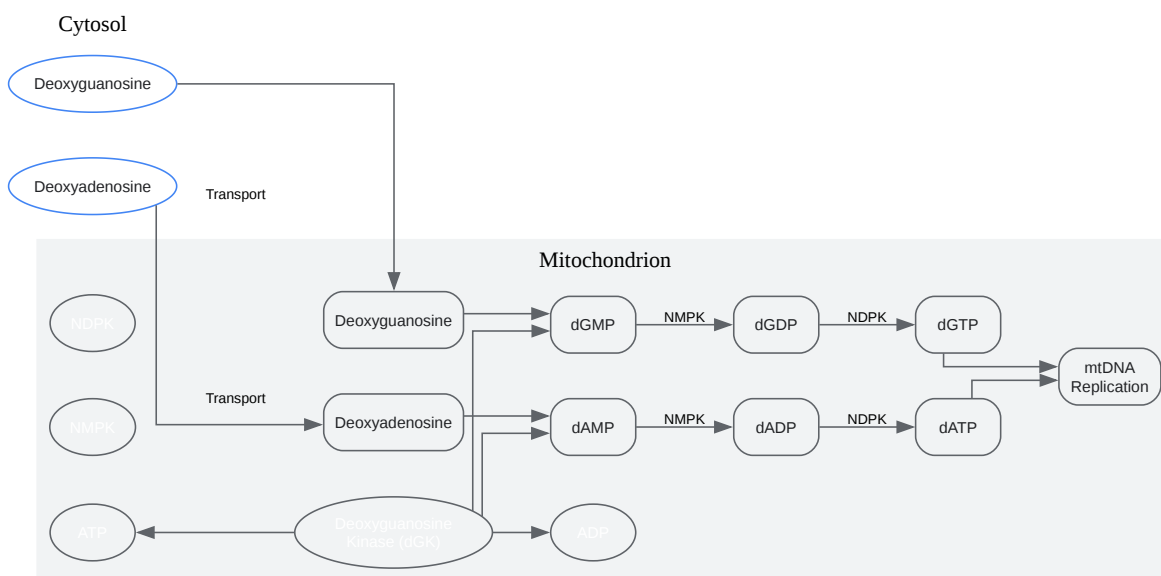 Cytosol
Deoxyguanosine
Deoxyadenosine
Transport
Mitochondrion
NDPK
Deoxyguanosine
dGMP
NMPK
dGDP
NDPK
dGTP
mtDNA
Replication
Transport
NMPK
Deoxyadenosine
dAMP
NMPK
dADP
NDPK
dATP
ATP
Deoxyguanosine
Kinase (dGK)
ADP